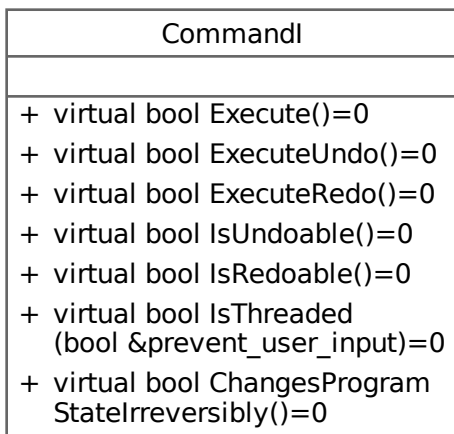 CommandI
+ virtual bool Execute()=0
+ virtual bool ExecuteUndo()=0
+ virtual bool ExecuteRedo()=0
+ virtual bool IsUndoable()=0
+ virtual bool IsRedoable()=0
+ virtual bool IsThreaded
(bool &prevent_user_input)=0
+ virtual bool ChangesProgram
StateIrreversibly()=0